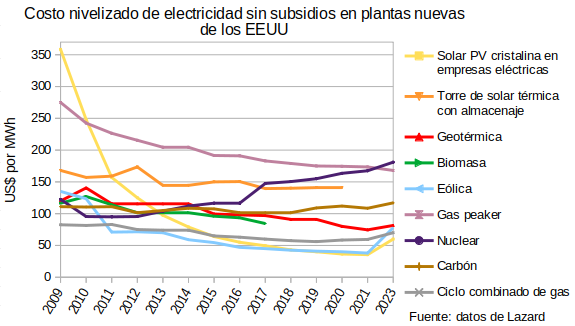 Costo nivelizado de electricidad sin subsidios en plantas nuevas
de los EEUU
US$ por MWh
350
300
250
200
150
100
50
0
2009
2010
2011
2012
2013
2014
2015
2016
2017
2018
2019
2020
2021
2023
Solar PV cristalina en
empresas eléctricas
Torre de solar térmica
con almacenaje
Geotérmica
Biomasa
Eólica
Gas peaker
Nuclear
Carbón
Ciclo combinado de gas
Fuente: datos de Lazard